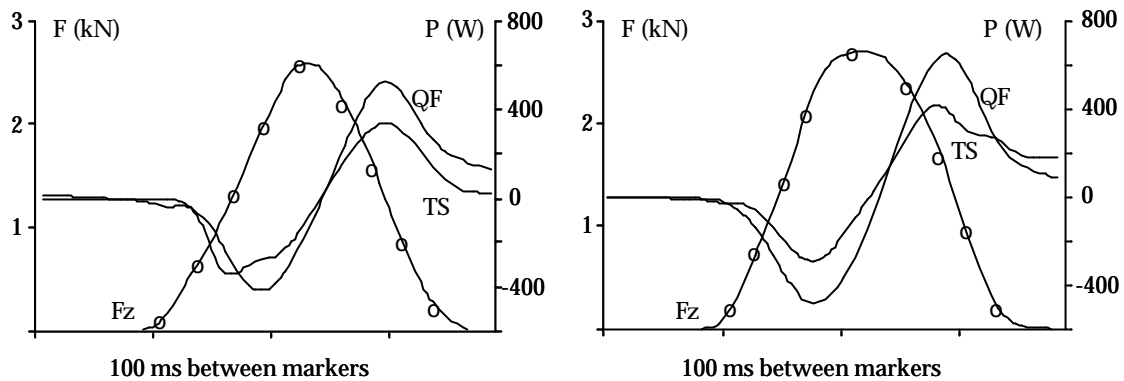 3 F (kN) P (W) 800
QF
400
2
TS
0
1
Fz
-400
100 ms between markers
3 F (kN) P (W) 800
QF
400
2
TS
0
1
Fz
-400
100 ms between markers